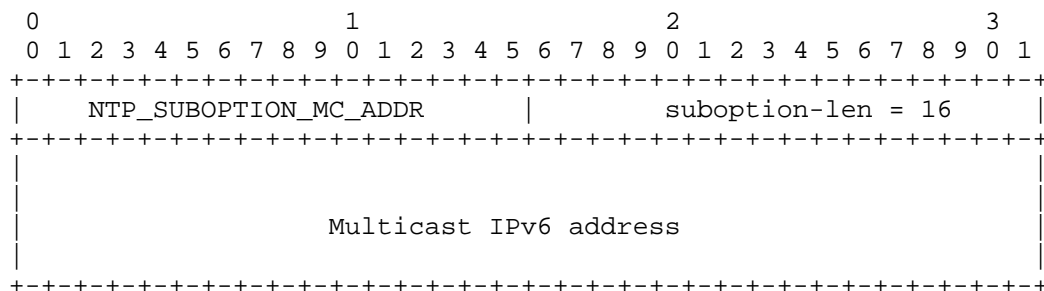 0                   1                   2                   3
 0 1 2 3 4 5 6 7 8 9 0 1 2 3 4 5 6 7 8 9 0 1 2 3 4 5 6 7 8 9 0 1
+-+-+-+-+-+-+-+-+-+-+-+-+-+-+-+-+-+-+-+-+-+-+-+-+-+-+-+-+-+-+-+-+
|    NTP_SUBOPTION_MC_ADDR      |        suboption-len = 16     |
+-+-+-+-+-+-+-+-+-+-+-+-+-+-+-+-+-+-+-+-+-+-+-+-+-+-+-+-+-+-+-+-+
|                                                               |
|                                                               |
|                   Multicast IPv6 address                      |
|                                                               |
+-+-+-+-+-+-+-+-+-+-+-+-+-+-+-+-+-+-+-+-+-+-+-+-+-+-+-+-+-+-+-+-+